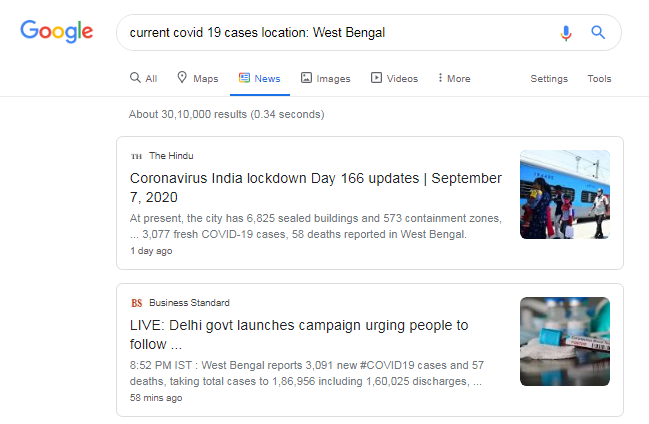 Google
current covid 19 cases location: West Bengal
All Maps News Images Videos More Settings Tools
About 30,10,000 results (0.34 seconds)
TH The Hindu
Coronavirus India lockdown Day 166 updates | September
7, 2020
At present, the city has 6,825 sealed buildings and 573 containment zones,
... 3,077 fresh COVID-19 cases, 58 deaths reported in West Bengal.
1 day ago
BS Business Standard
LIVE: Delhi govt launches campaign urging people to
follow ...
8:52 PM IST : West Bengal reports 3,091 new #COVID19 cases and 57
deaths, taking total cases to 1,86,956 including 1,60,025 discharges, ...
58 mins ago